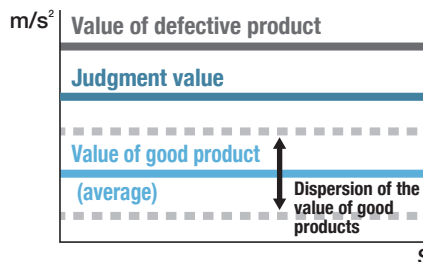 m/s²
Value of defective product
Judgment value
Value of good product
(average)
Dispersion of the
value of good
products
S